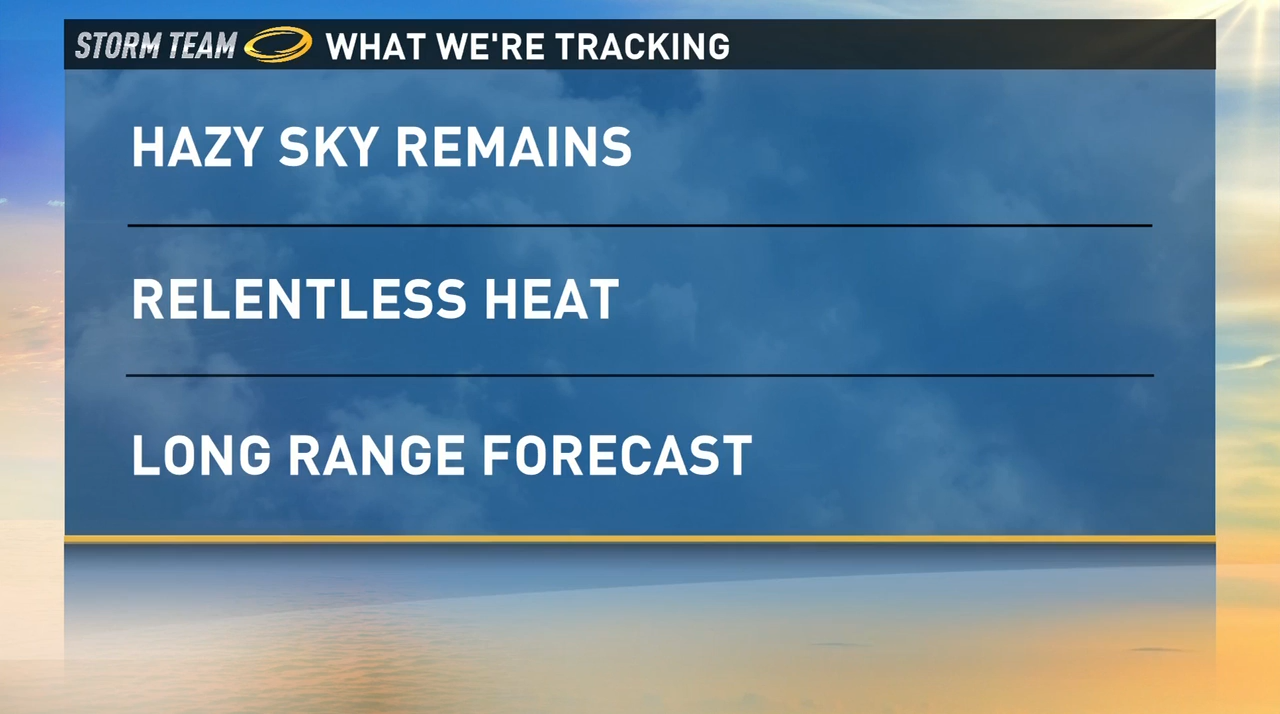 STORM TEAM WHAT WE'RE TRACKING
HAZY SKY REMAINS
RELENTLESS HEAT
LONG RANGE FORECAST